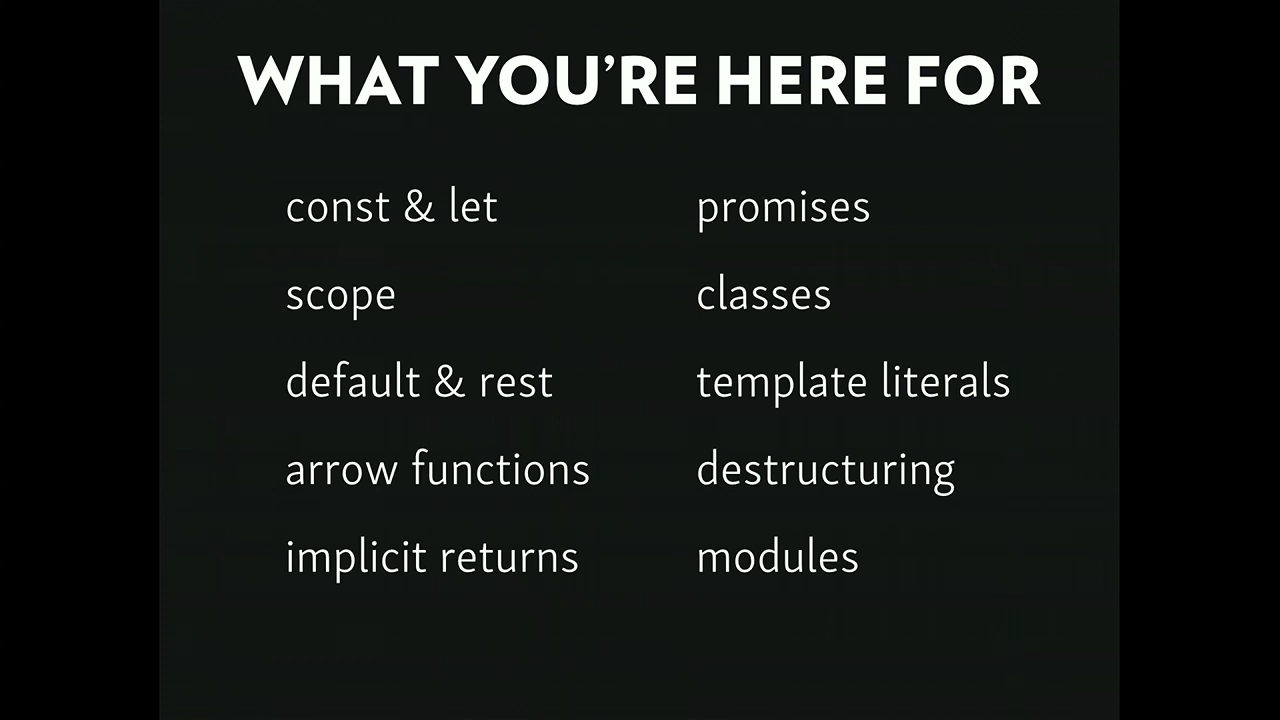 WHAT YOU’RE HERE FOR
const & let
scope
default & rest
arrow functions
implicit returns
promises
classes
template literals
destructuring
modules